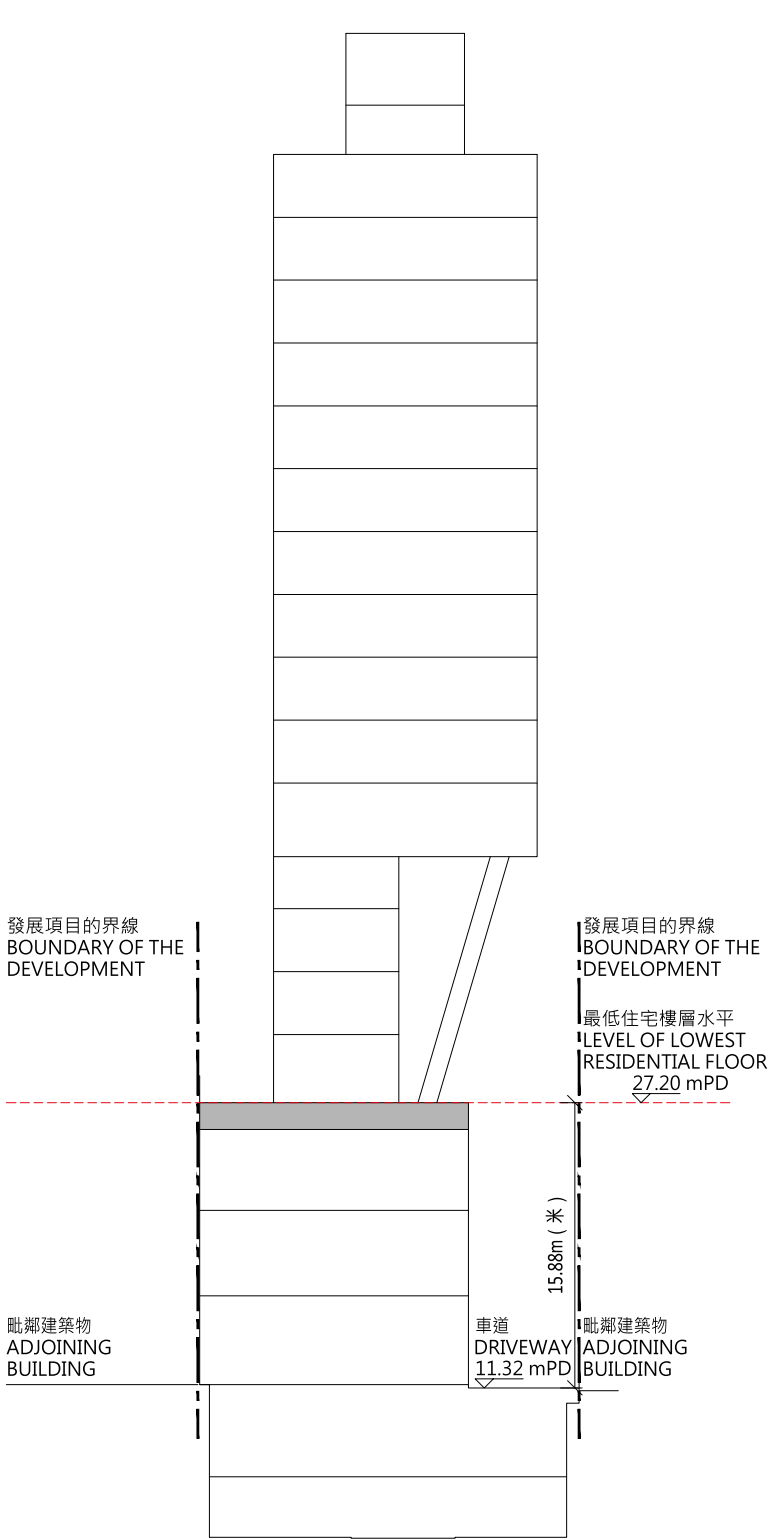 發展項目的界線
BOUNDARY OF THE
DEVELOPMENT
發展項目的界線
BOUNDARY OF THE
DEVELOPMENT
最低住宅樓層水平
LEVEL OF LOWEST
RESIDENTIAL FLOOR
27.20 mPD
15.88m ( 米 )
毗鄰建築物
ADJOINING
BUILDING
車道
DRIVEWAY
11.32 mPD
毗鄰建築物
ADJOINING
BUILDING